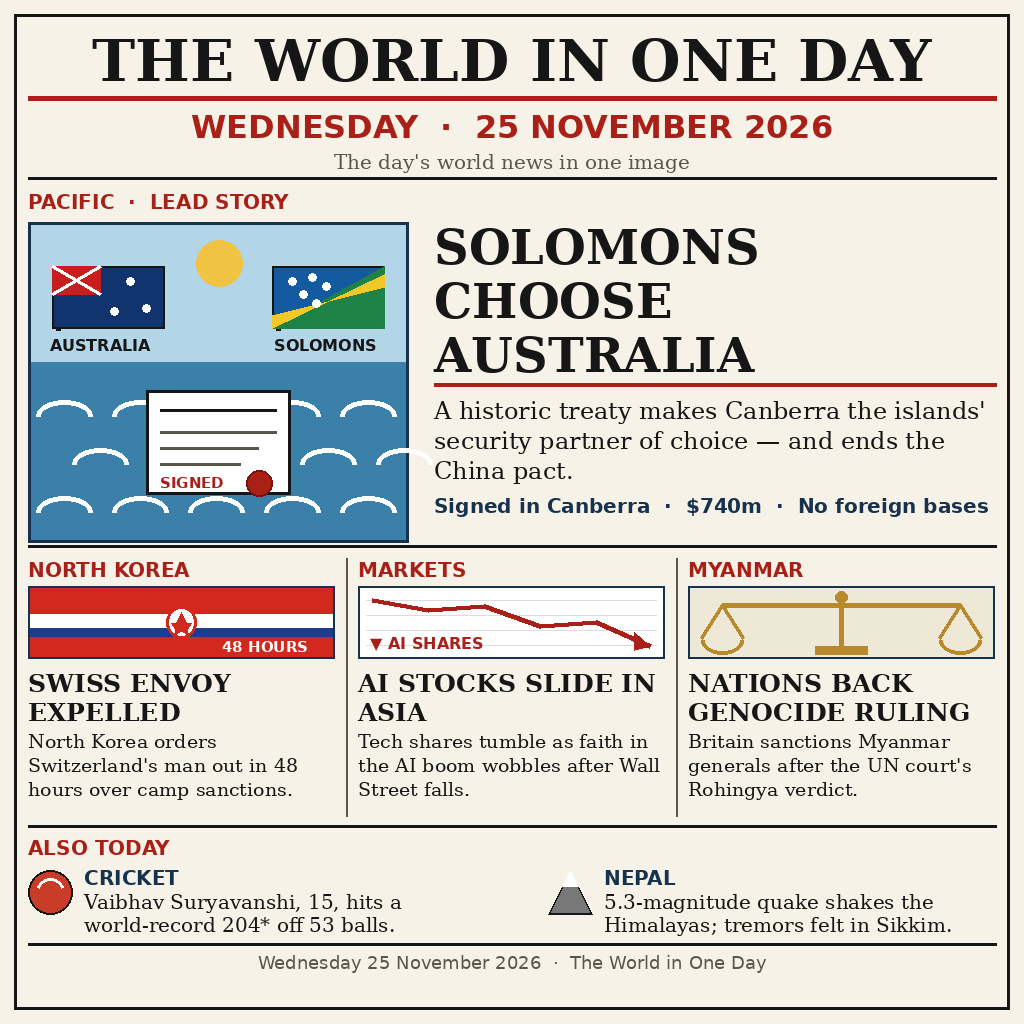 THE WORLD IN ONE DAY
WEDNESDAY · 25 NOVEMBER 2026
The day's world news in one image
PACIFIC · LEAD STORY
AUSTRALIA
SOLOMONS
SIGNED
SOLOMONS
CHOOSE
AUSTRALIA
A historic treaty makes Canberra the islands'
security partner of choice — and ends the
China pact.
Signed in Canberra · $740m · No foreign bases
NORTH KOREA
48 HOURS
SWISS ENVOY
EXPELLED
North Korea orders
Switzerland's man out in 48
hours over camp sanctions.
MARKETS
▼ AI SHARES
AI STOCKS SLIDE IN
ASIA
Tech shares tumble as faith in
the AI boom wobbles after Wall
Street falls.
MYANMAR
NATIONS BACK
GENOCIDE RULING
Britain sanctions Myanmar
generals after the UN court's
Rohingya verdict.
ALSO TODAY
CRICKET
Vaibhav Suryavanshi, 15, hits a
world-record 204* off 53 balls.
NEPAL
5.3-magnitude quake shakes the
Himalayas; tremors felt in Sikkim.
Wednesday 25 November 2026 · The World in One Day